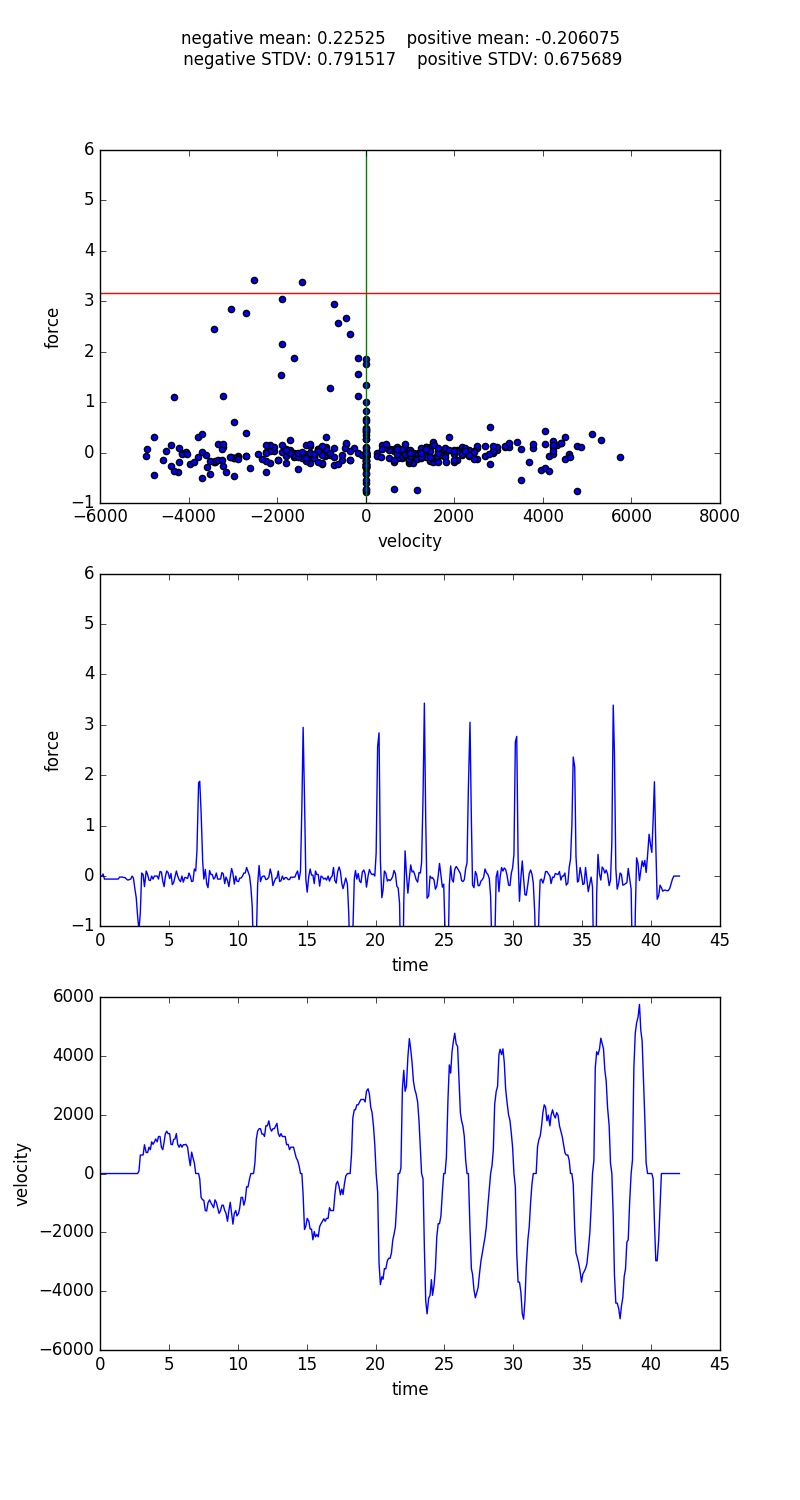 negative mean: 0.22525    positive mean: -0.206075
negative STDV: 0.791517    positive STDV: 0.675689
6
5
4
3
2
1
0
−1
force
−6000 −4000 −2000 0 2000 4000 6000 8000
velocity
6
5
4
3
2
1
0
−1
force
0 5 10 15 20 25 30 35 40 45
time
6000
4000
2000
0
−2000
−4000
−6000
velocity
0 5 10 15 20 25 30 35 40 45
time